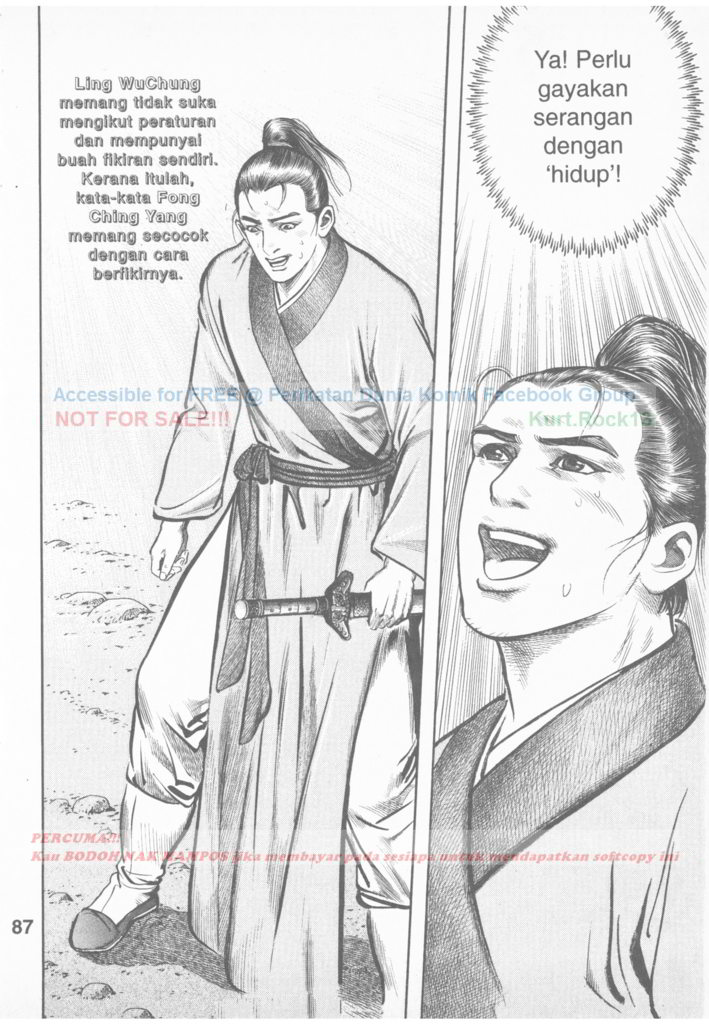 Ling WuChung
memang tidak suka
mengikut peraturan
dan mempunyai
buah fikiran sendiri.
Kerana itulah,
kata-kata Fong
Ching Yang
memang secocok
dengan cara
berfikirnya.
Ya! Perlu
gayakan
serangan
dengan
‘hidup’!
Accessible for FREE @ Perikatan Dunia Komik Facebook Group
NOT FOR SALE!!!
Kurt.Rock15
PERCUMA!!!
Kau BODOH NAK MAMPOS jika membayar pada sesiapa untuk mendapatkan softcopy ini
87